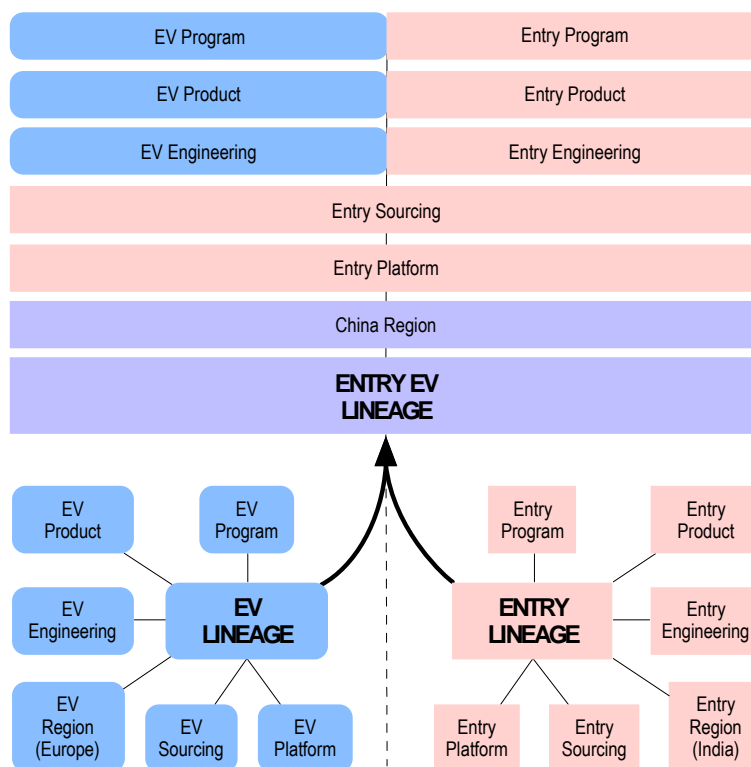 EV Program
Entry Program
EV Product
Entry Product
EV Engineering
Entry Engineering
Entry Sourcing
Entry Platform
China Region
ENTRY EV
LINEAGE
EV
Product
EV
Program
Entry
Program
Entry
Product
EV
Engineering
EV
LINEAGE
ENTRY
LINEAGE
Entry
Engineering
EV
Region
(Europe)
EV
Sourcing
EV
Platform
Entry
Platform
Entry
Sourcing
Entry
Region
(India)